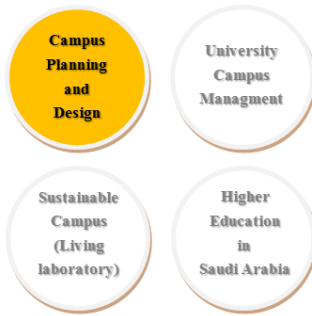 Campus
Planning
and
Design
University
Campus
Managment
Sustainable
Campus
(Living
laboratory)
Higher
Education
in
Saudi Arabia